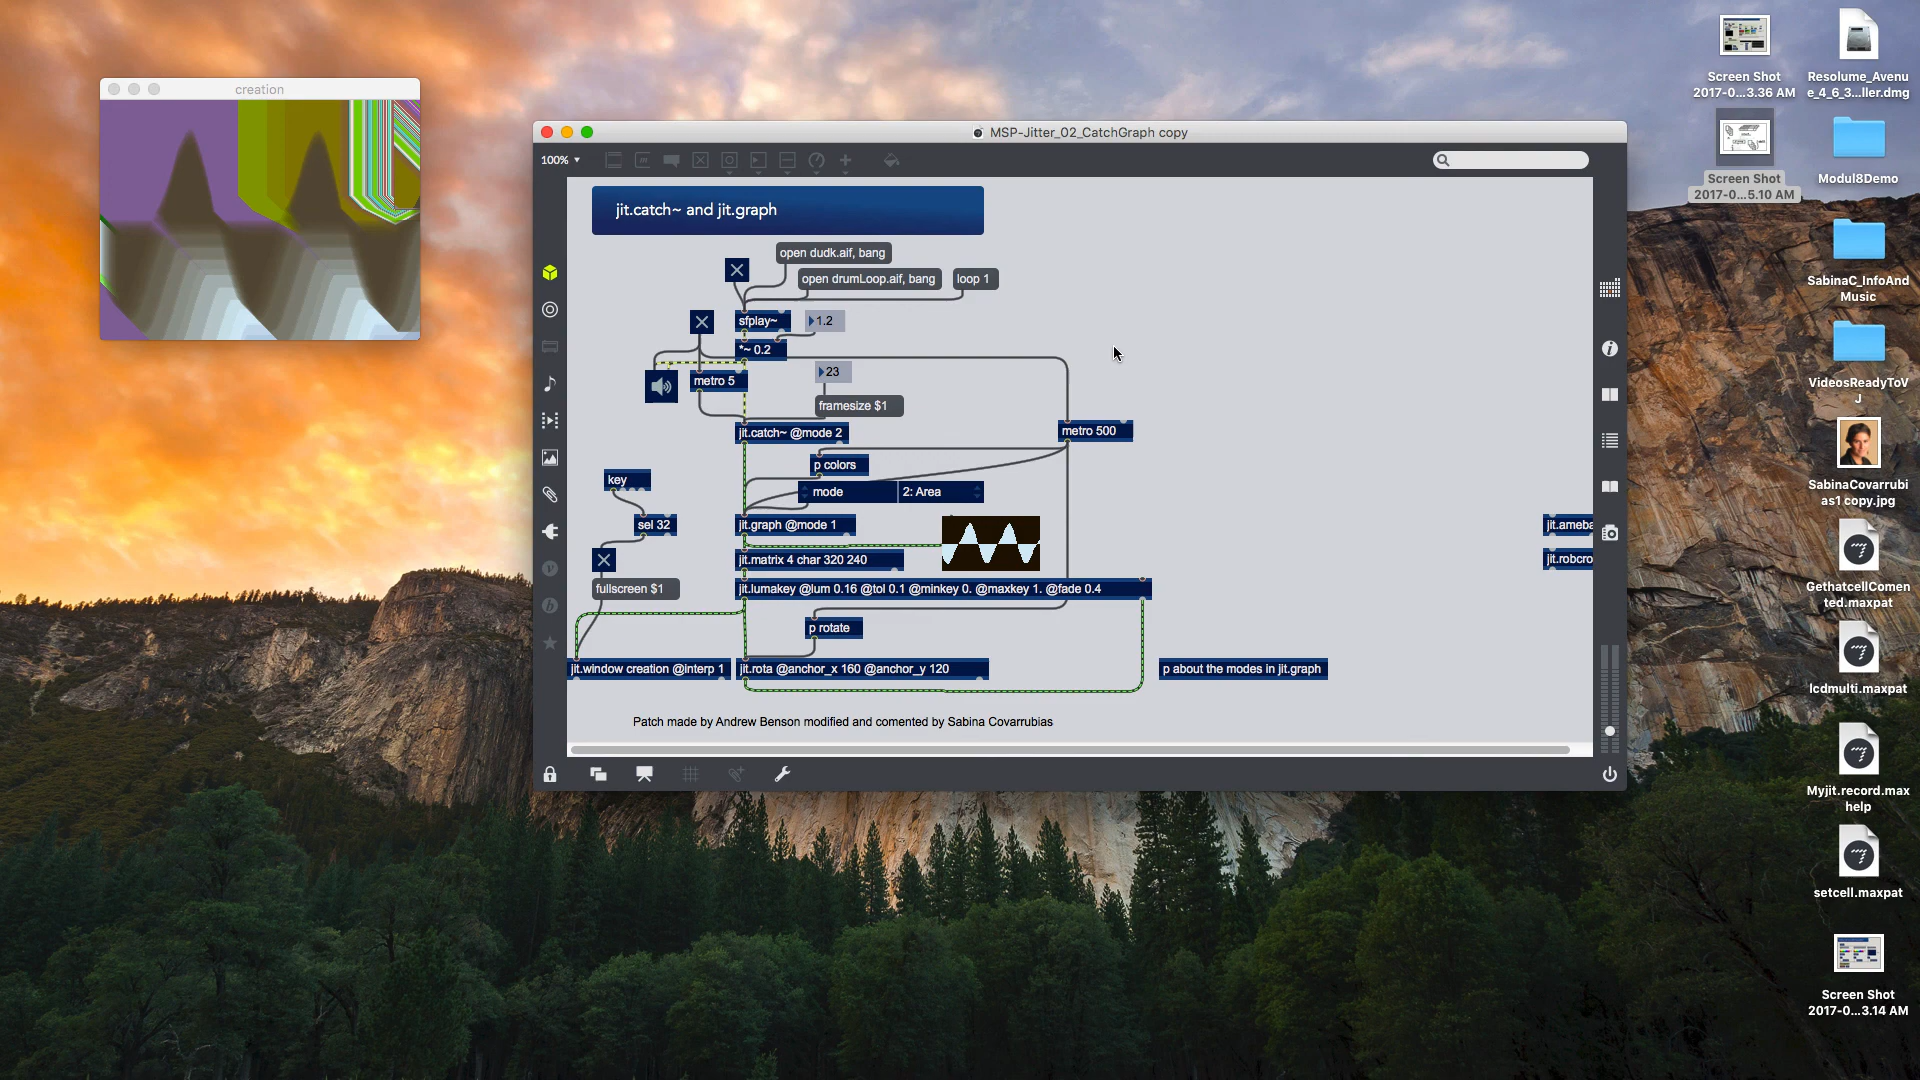 creation
MSP-Jitter_02_CatchGraph copy
100%
jit.catch~ and jit.graph
open dudk.aif, bang
open drumLoop.aif, bang
loop 1
sfplay~
1.2
*~ 0.2
metro 5
23
framesize $1
jit.catch~ @mode 2
metro 500
p colors
key
mode
2: Area
sel 32
jit.graph @mode 1
jit.ameba
jit.matrix 4 char 320 240
jit.robcro
fullscreen $1
jit.lumakey @lum 0.16 @tol 0.1 @minkey 0. @maxkey 1. @fade 0.4
p rotate
jit.window creation @interp 1
jit.rota @anchor_x 160 @anchor_y 120
p about the modes in jit.graph
Patch made by Andrew Benson modified and comented by Sabina Covarrubias
Screen Shot
2017-0...3.36 AM
Resolume_Avenu
e_4_6_3...ller.dmg
Screen Shot
2017-0...5.10 AM
Modul8Demo
SabinaC_InfoAnd
Music
VideosReadyToV
J
SabinaCovarrubi
as1 copy.jpg
GethatcellComen
ted.maxpat
lcdmulti.maxpat
Myjit.record.max
help
setcell.maxpat
Screen Shot
2017-0...3.14 AM